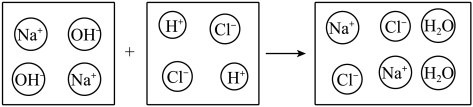 Na⁺ OH⁻ + H⁺ Cl⁻ → Na⁺ Cl⁻ H₂O
OH⁻ Na⁺ Cl⁻ H⁺ Cl⁻ Na⁺ H₂O